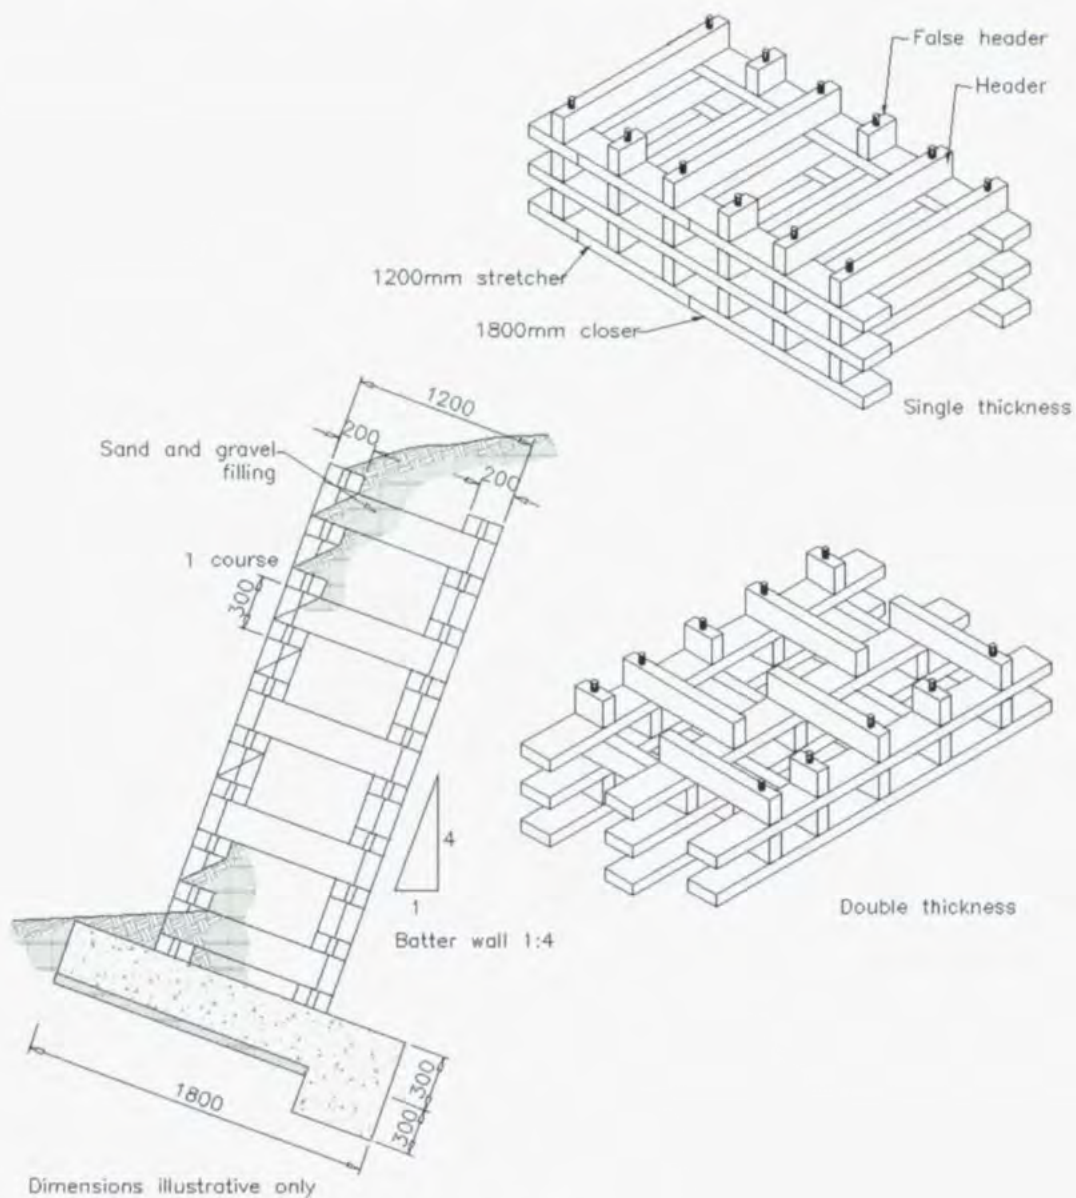 False header
Header
1200mm stretcher
1800mm closer
Single thickness
1200
200
Sand and gravel
filling
200
1 course
300
4
1
Batter wall 1:4
Double thickness
1800
300
300
Dimensions illustrative only